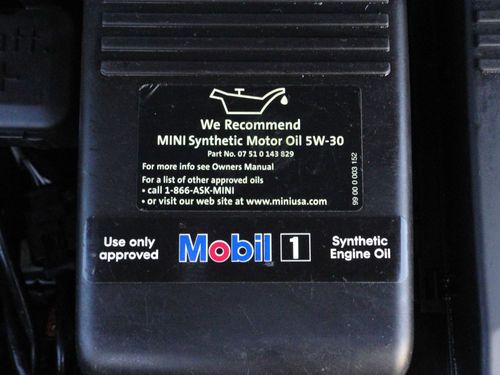 We Recommend
MINI Synthetic Motor Oil 5W-30
Part No. 07 51 0 143 829
For more info see Owners Manual
For a list of other approved oils
• call 1-866-ASK-MINI
• or visit our web site at www.miniusa.com
99 00 0 003 152
Use only
approved
Mobil 1
Synthetic
Engine Oil